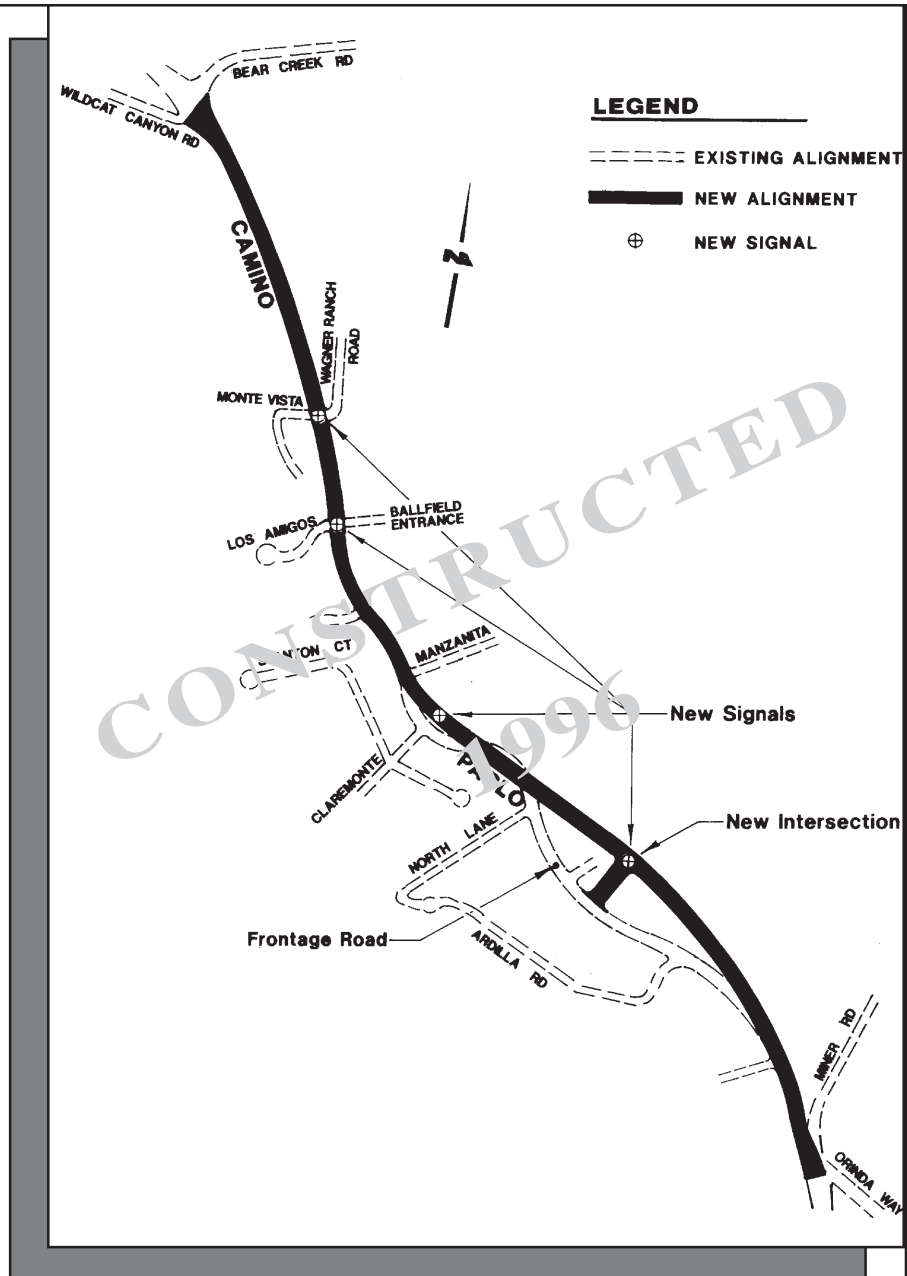 BEAR CREEK RD
WILDCAT CANYON RD
LEGEND
EXISTING ALIGNMENT
NEW ALIGNMENT
NEW SIGNAL
CAMINO
N
WAGNER RANCH
ROAD
MONTE VISTA
BALLFIELD
ENTRANCE
LOS AMIGOS
CONSTRUCTED
1996
CT
MANZANITA
New Signals
CLAREMONTE
PABLO
New Intersection
NORTH LANE
Frontage Road
ARDILLA RD
MINER RD
ORINDA WAY